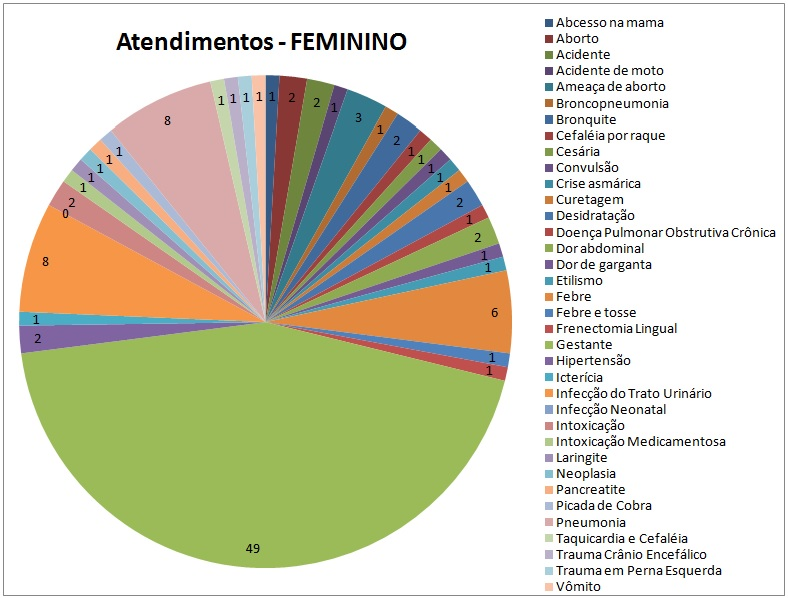 Atendimentos - FEMININO
1
2
2
1
3
1
2
1
1
1
1
1
2
1
2
1
1
6
1
1
49
2
1
8
0
2
1
1
1
1
1
8
1
1
1
1
Abcesso na mama
Aborto
Acidente
Acidente de moto
Ameaça de aborto
Broncopneumonia
Bronquite
Cefaléia por raque
Cesária
Convulsão
Crise asmárica
Curetagem
Desidratação
Doença Pulmonar Obstrutiva Crônica
Dor abdominal
Dor de garganta
Etilismo
Febre
Febre e tosse
Frenectomia Lingual
Gestante
Hipertensão
Icterícia
Infecção do Trato Urinário
Infecção Neonatal
Intoxicação
Intoxicação Medicamentosa
Laringite
Neoplasia
Pancreatite
Picada de Cobra
Pneumonia
Taquicardia e Cefaléia
Trauma Crânio Encefálico
Trauma em Perna Esquerda
Vômito